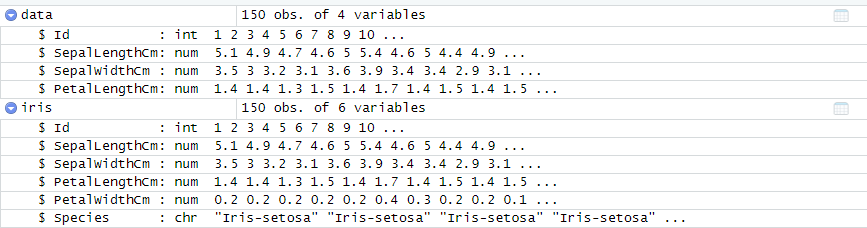 data 150 obs. of 4 variables
$ Id : int 1 2 3 4 5 6 7 8 9 10 ...
$ SepalLengthCm: num 5.1 4.9 4.7 4.6 5 5.4 4.6 5 4.4 4.9 ...
$ SepalWidthCm : num 3.5 3 3.2 3.1 3.6 3.9 3.4 3.4 2.9 3.1 ...
$ PetalLengthCm: num 1.4 1.4 1.3 1.5 1.4 1.7 1.4 1.5 1.4 1.5 ...
iris 150 obs. of 6 variables
$ Id : int 1 2 3 4 5 6 7 8 9 10 ...
$ SepalLengthCm: num 5.1 4.9 4.7 4.6 5 5.4 4.6 5 4.4 4.9 ...
$ SepalWidthCm : num 3.5 3 3.2 3.1 3.6 3.9 3.4 3.4 2.9 3.1 ...
$ PetalLengthCm: num 1.4 1.4 1.3 1.5 1.4 1.7 1.4 1.5 1.4 1.5 ...
$ PetalWidthCm : num 0.2 0.2 0.2 0.2 0.2 0.4 0.3 0.2 0.2 0.1 ...
$ Species : chr "Iris-setosa" "Iris-setosa" "Iris-setosa" "Iris-setosa" ...